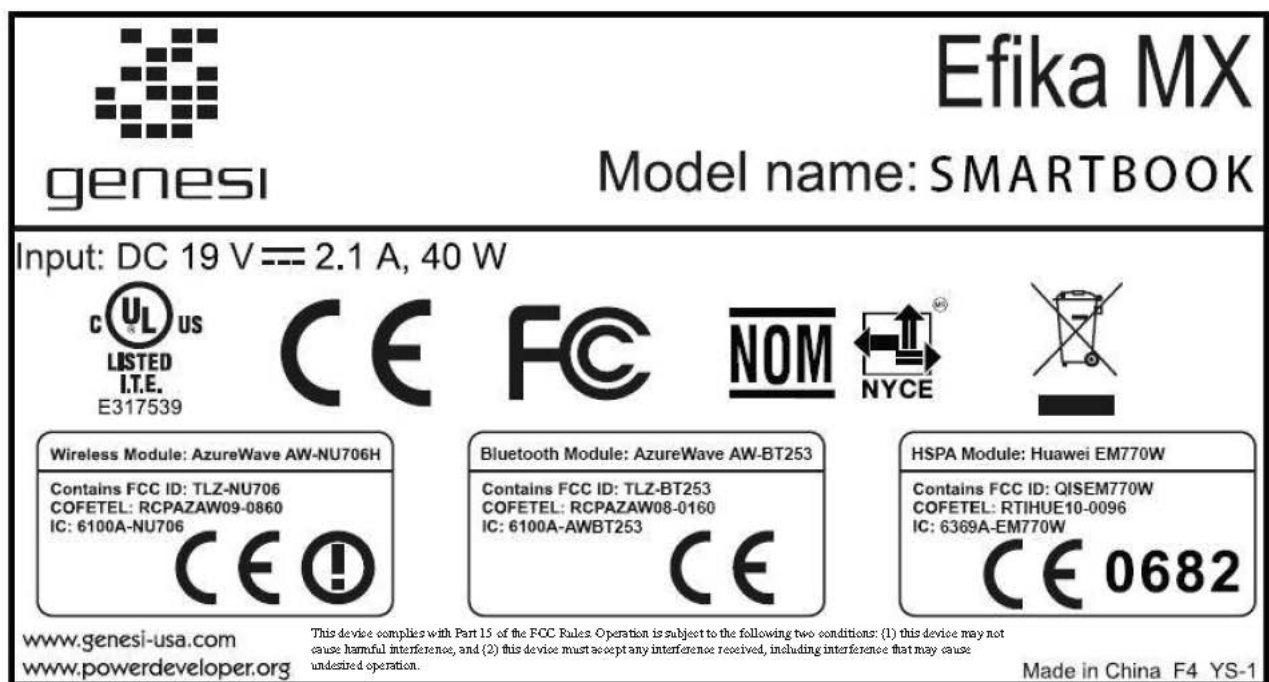 genesi
Efika MX
Model name: SMARTBOOK
Input: DC 19 V 2.1 A, 40 W
C UL US
®
LISTED
I.T.E.
E317539
CE
FC
NOM
NYCE
Wireless Module: AzureWave AW-NU706H
Contains FCC ID: TLZ-NU706
COFETEL: RCPAZAW09-0860
IC: 6100A-NU706
CE !
Bluetooth Module: AzureWave AW-BT253
Contains FCC ID: TLZ-BT253
COFETEL: RCPAZAW08-0160
IC: 6100A-AWBT253
CE
HSPA Module: Huawei EM770W
Contains FCC ID: QISEM770W
COFETEL: RTIHUE10-0096
IC: 6369A-EM770W
CE 0682
www.genesi-usa.com
www.powerdeveloper.org
This device complies with Part 15 of the FCC Rules. Operation is subject to the following two conditions: (1) this device may not
cause harmful interference, and (2) this device must accept any interference received, including interference that may cause
undesired operation.
Made in China F4 YS-1